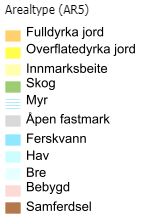 Arealtype (AR5)
Fulldyrka jord
Overflatedyrka jord
Innmarksbeite
Skog
Myr
Åpen fastmark
Ferskvann
Hav
Bre
Bebygd
Samferdsel